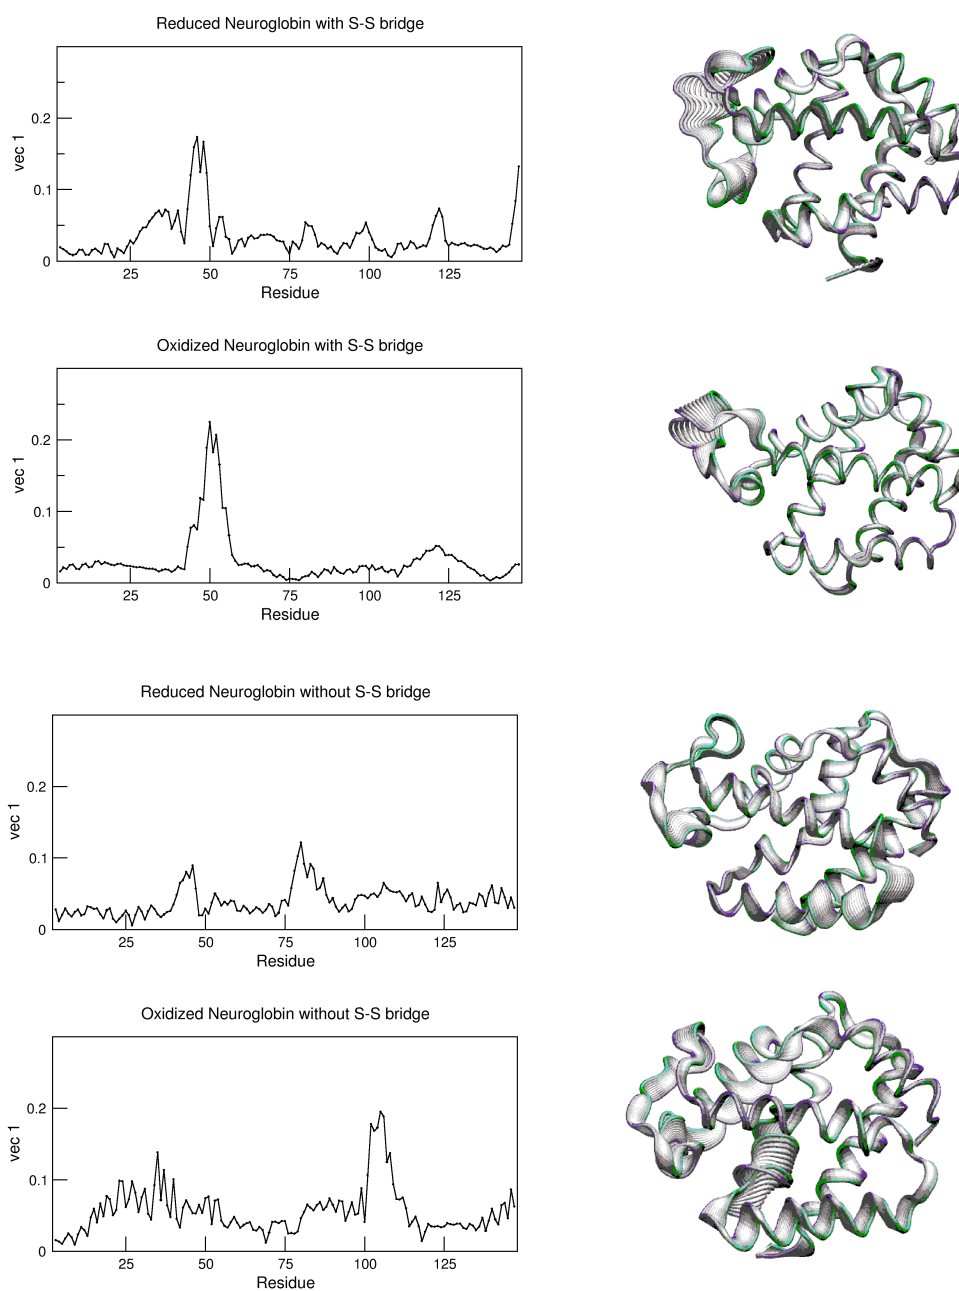 Reduced Neuroglobin with S-S bridge
0.2
0.1
0
vec 1
25 50 75 100 125
Residue
Oxidized Neuroglobin with S-S bridge
0.2
0.1
0
vec 1
25 50 75 100 125
Residue
Reduced Neuroglobin without S-S bridge
0.2
0.1
0
vec 1
25 50 75 100 125
Residue
Oxidized Neuroglobin without S-S bridge
0.2
0.1
0
vec 1
25 50 75 100 125
Residue